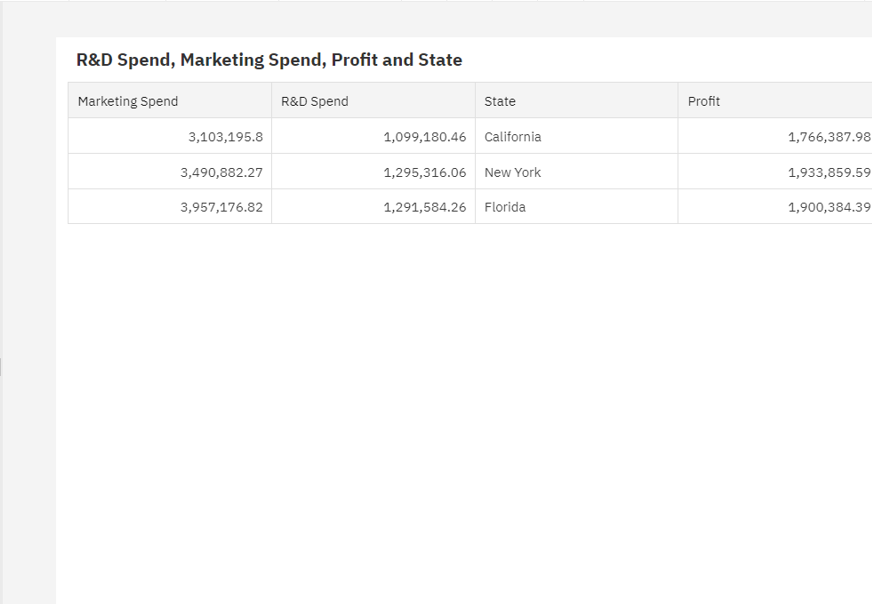 R&D Spend, Marketing Spend, Profit and State
Marketing Spend R&D Spend State Profit
3,103,195.8 1,099,180.46 California 1,766,387.98
3,490,882.27 1,295,316.06 New York 1,933,859.59
3,957,176.82 1,291,584.26 Florida 1,900,384.39